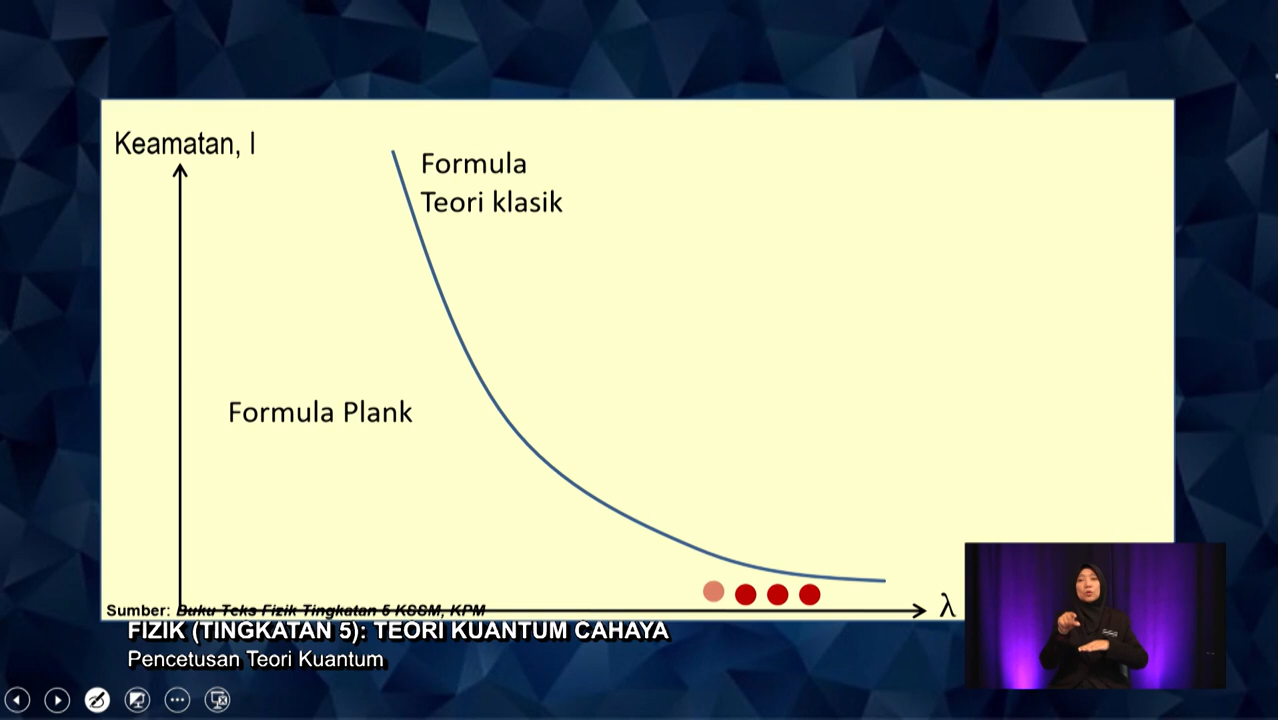 Keamatan, I
Formula
Teori klasik
Formula Plank
λ
Sumber: Buku Teks Fizik Tingkatan 5 KSSM, KPM
FIZIK (TINGKATAN 5): TEORI KUANTUM CAHAYA
Pencetusan Teori Kuantum